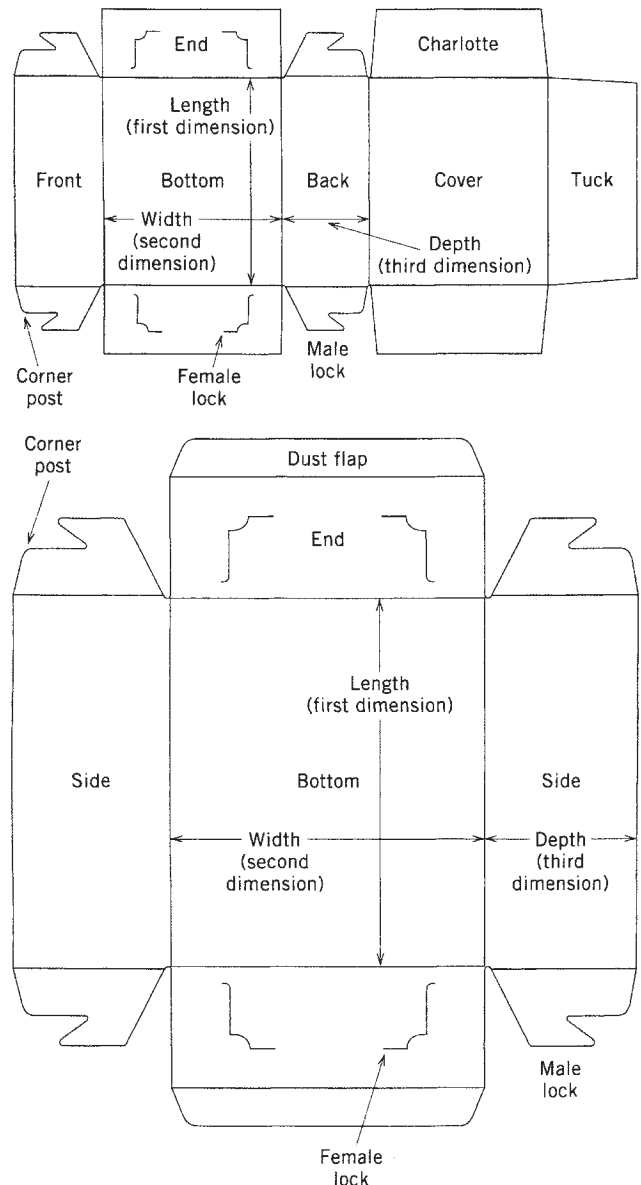 End
Charlotte
Length
(first dimension)
Front
Bottom
Back
Cover
Tuck
Width
(second
dimension)
Depth
(third dimension)
Corner
post
Female
lock
Male
lock
Corner
post
Dust flap
End
Length
(first dimension)
Side
Bottom
Side
Width
(second
dimension)
Depth
(third
dimension)
Male
lock
Female
lock